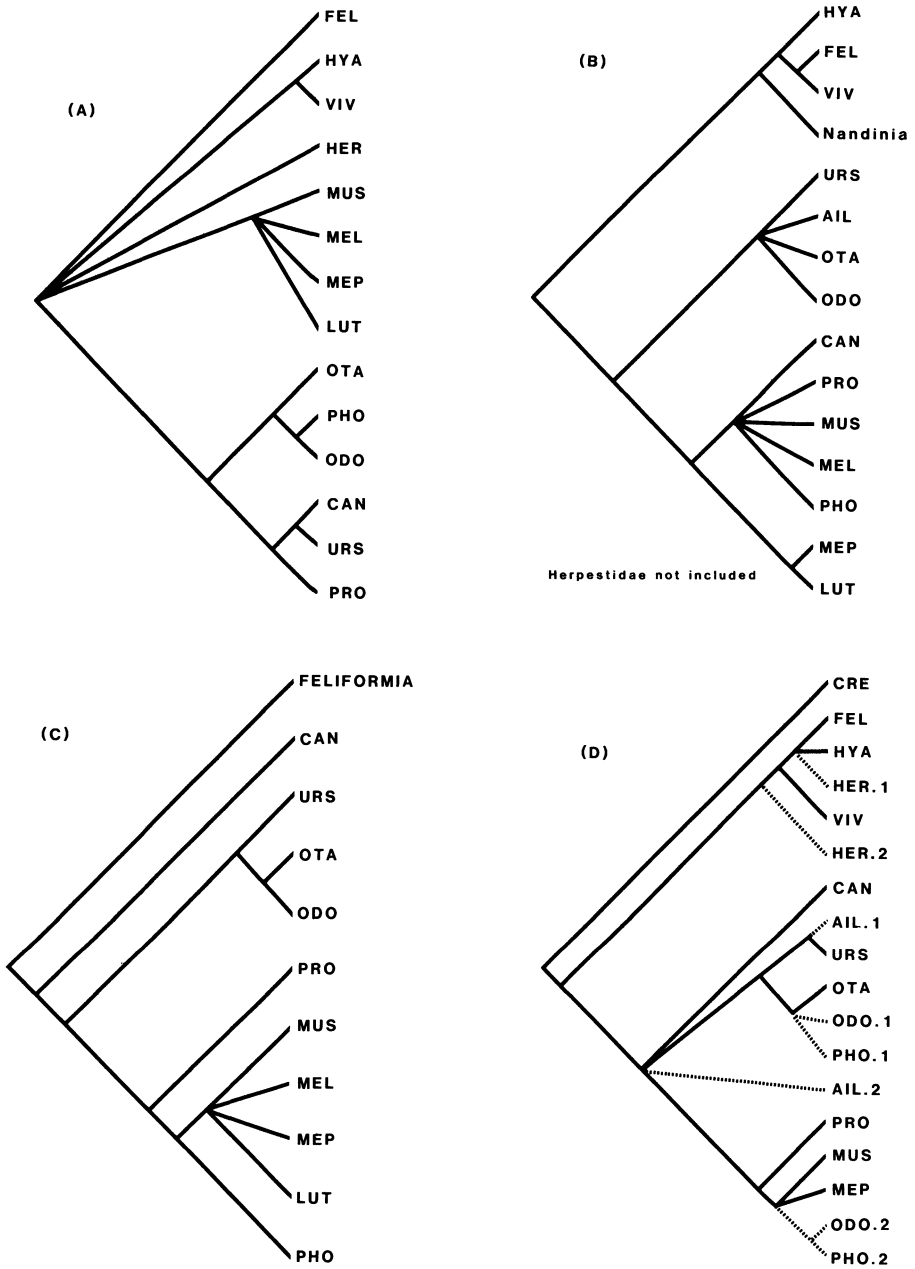 (A)
FEL
HYA
VIV
HER
MUS
MEL
MEP
LUT
OTA
PHO
ODO
CAN
URS
PRO
(B)
HYA
FEL
VIV
Nandinia
URS
AIL
OTA
ODO
CAN
PRO
MUS
MEL
PHO
MEP
LUT
Herpestidae not included
(C)
FELIFORMIA
CAN
URS
OTA
ODO
PRO
MUS
MEL
MEP
LUT
PHO
(D)
CRE
FEL
HYA
HER.1
VIV
HER.2
CAN
AIL.1
URS
OTA
ODO.1
PHO.1
AIL.2
PRO
MUS
MEP
ODO.2
PHO.2